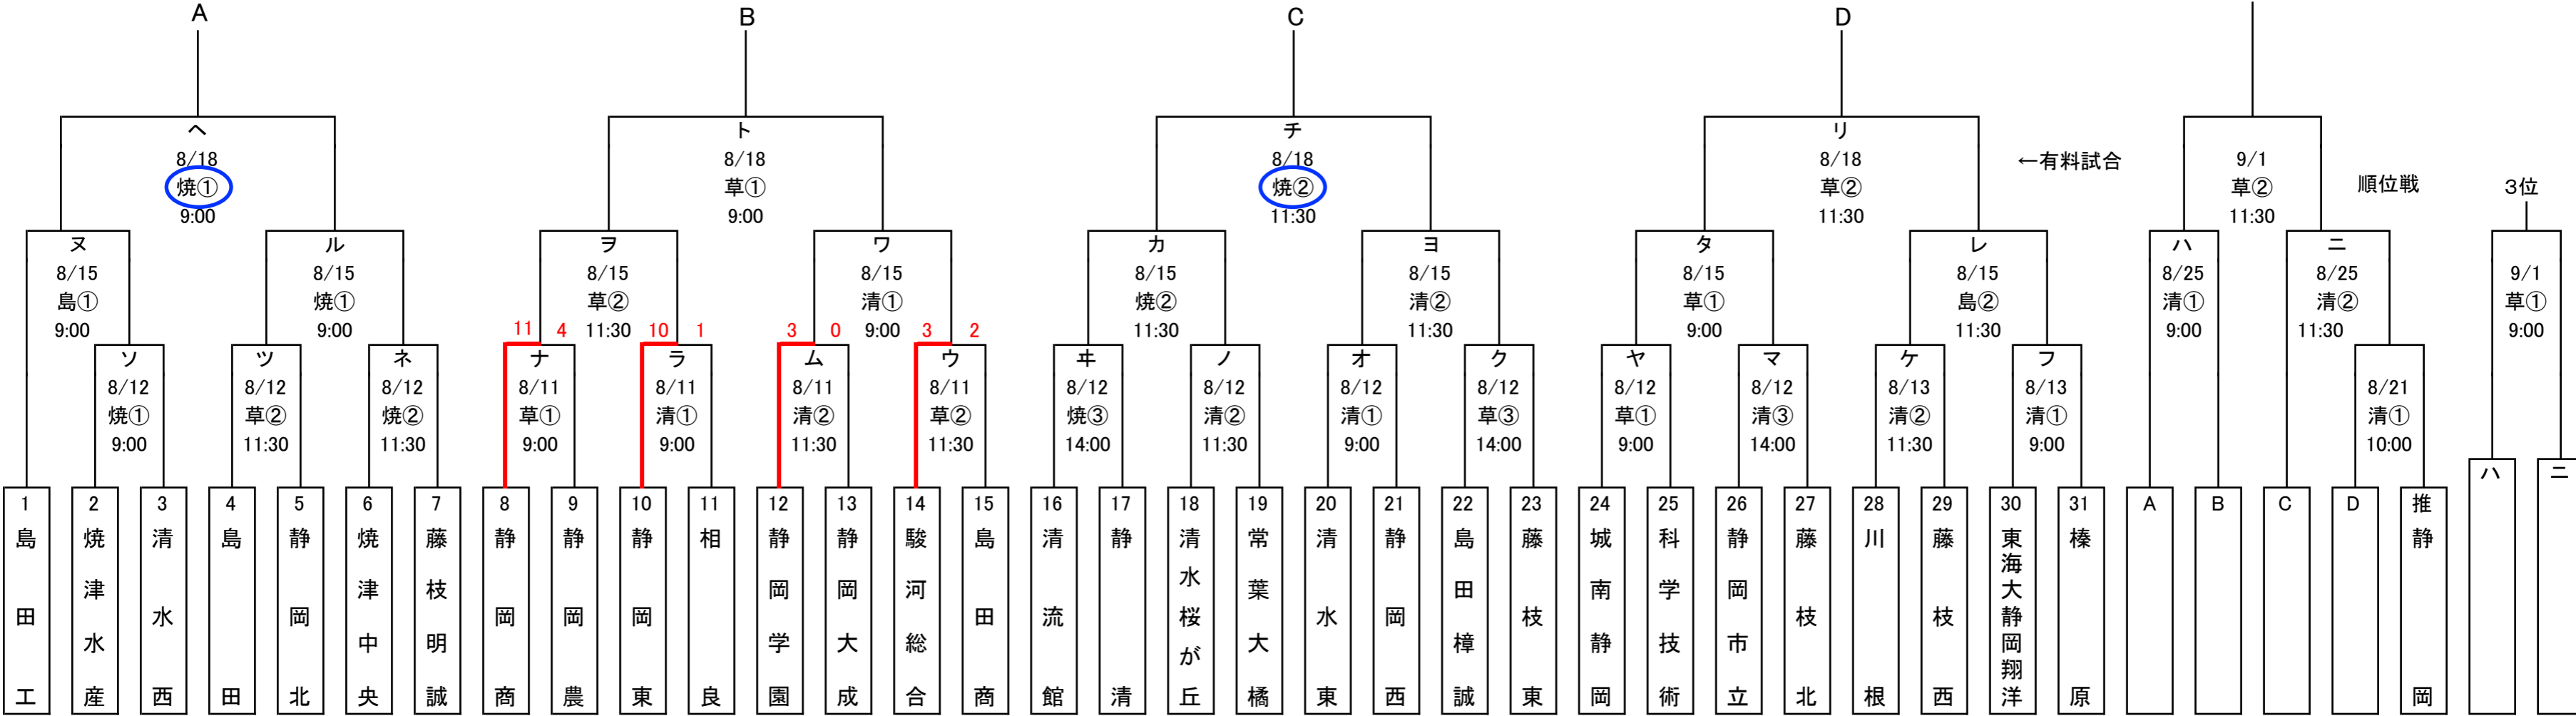 A B C D
ヘ ト チ リ
8/18 8/18 8/18 8/18 ←有料試合 9/1
焼① 草① 焼② 草② 草② 順位戦 3位
9:00 9:00 11:30 11:30 11:30
ヌ ル ヲ ワ カ ヨ タ レ ハ ニ
8/15 8/15 8/15 8/15 8/15 8/15 8/15 8/15 8/25 8/25 9/1
島① 焼① 草② 清① 焼② 清② 草① 島② 清① 清② 草①
9:00 9:00 11 4 11:30 10 1 3 0 9:00 3 2 11:30 11:30 9:00 11:30 9:00 11:30 9:00
ソ ツ ネ ナ ラ ム ウ ヰ ノ オ ク ヤ マ ケ フ
8/12 8/12 8/12 8/11 8/11 8/11 8/11 8/12 8/12 8/12 8/12 8/12 8/12 8/13 8/13 8/21
焼① 草② 焼② 草① 清① 清② 草② 焼③ 清② 清① 草③ 草① 清③ 清② 清① 清①
9:00 11:30 11:30 9:00 9:00 11:30 11:30 14:00 11:30 9:00 14:00 9:00 14:00 11:30 9:00 10:00
1 島田工
2 焼津水産
3 清水西
4 島田
5 静岡北
6 焼津中央
7 藤枝明誠
8 静岡商
9 静岡農
10 静岡東
11 相良
12 静岡学園
13 静岡大成
14 駿河総合
15 島田商
16 清流館
17 静清
18 清水桜が丘
19 常葉大橘
20 清水東
21 静岡西
22 島田樟誠
23 藤枝東
24 城南静岡
25 科学技術
26 静岡市立
27 藤枝北
28 川根
29 藤枝西
30 東海大静岡翔洋
31 榛原
A
B
C
D
推 静岡
ハ
ニ